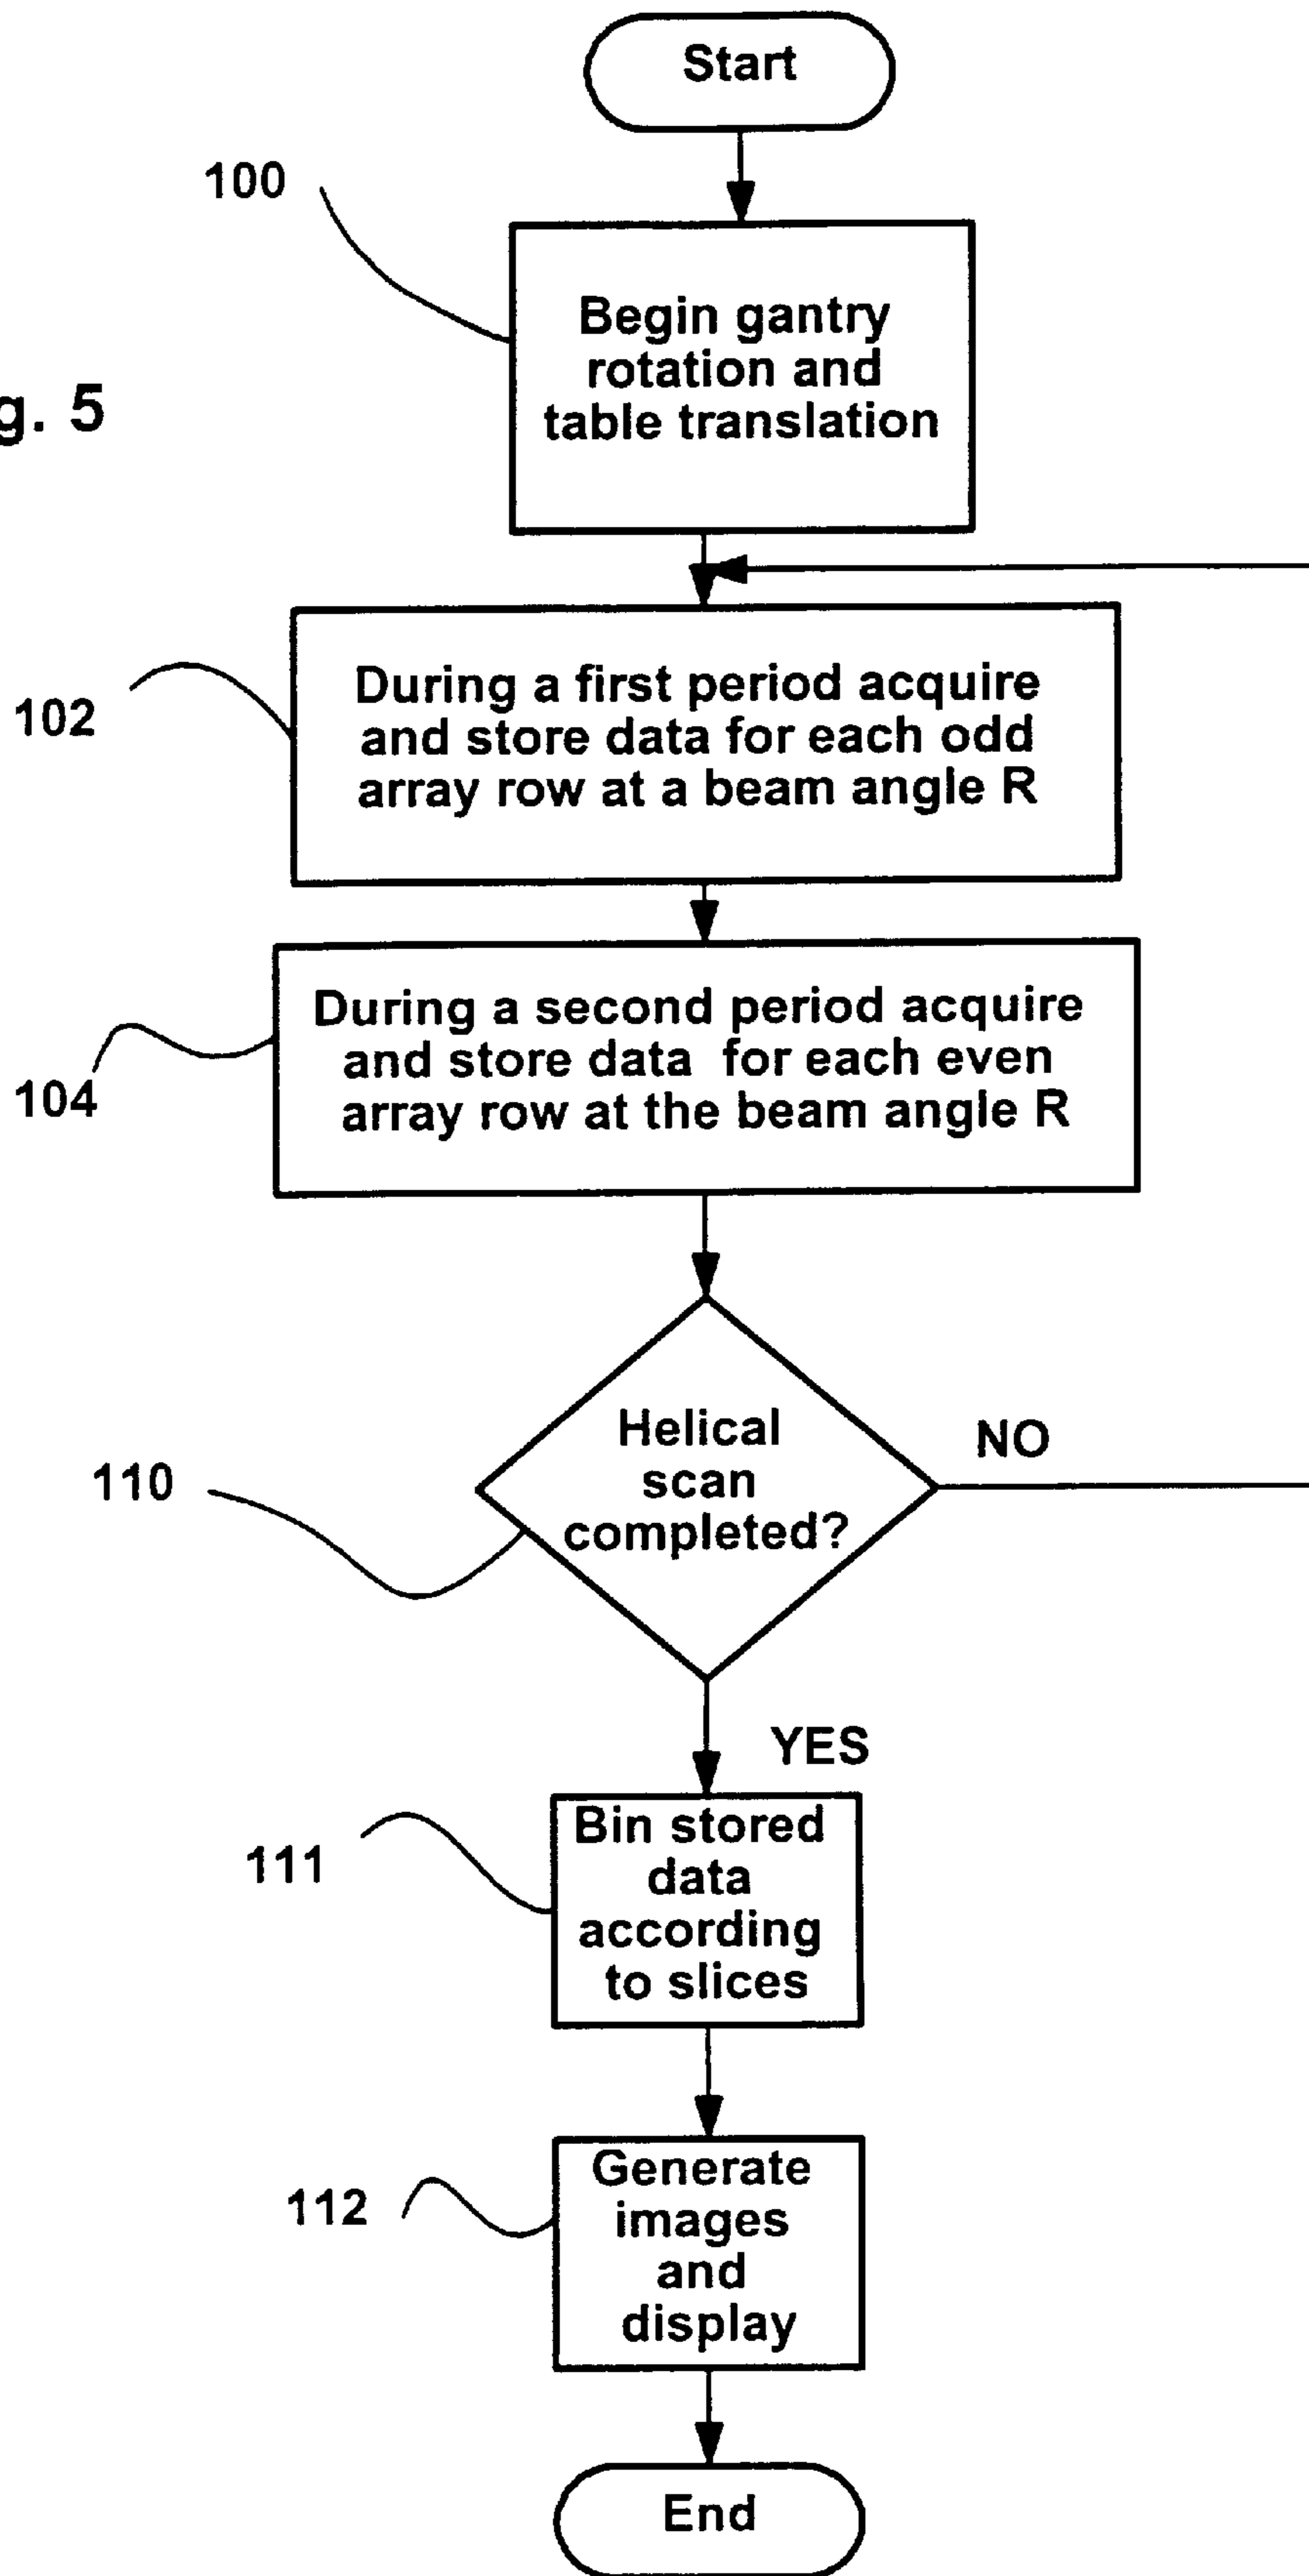 Start
100
Begin gantry
rotation and
table translation
g. 5
102
During a first period acquire
and store data for each odd
array row at a beam angle R
104
During a second period acquire
and store data for each even
array row at the beam angle R
110
Helical
scan
completed?
NO
YES
111
Bin stored
data
according
to slices
112
Generate
images
and
display
End